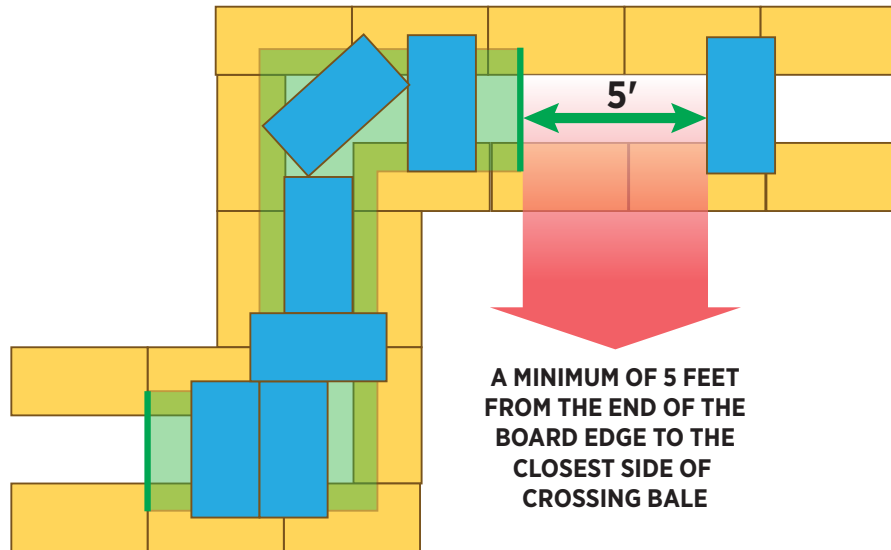 5'
A MINIMUM OF 5 FEET
FROM THE END OF THE
BOARD EDGE TO THE
CLOSEST SIDE OF
CROSSING BALE